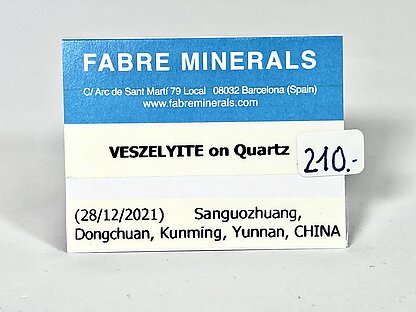 FABRE MINERALS
C/ Arc de Sant Martí 79 Local 08032 Barcelona (Spain)
www.fabreminerals.com
VESZELYITE on Quartz
210.-
(28/12/2021) Sanguozhuang,
Dongchuan, Kunming, Yunnan, CHINA